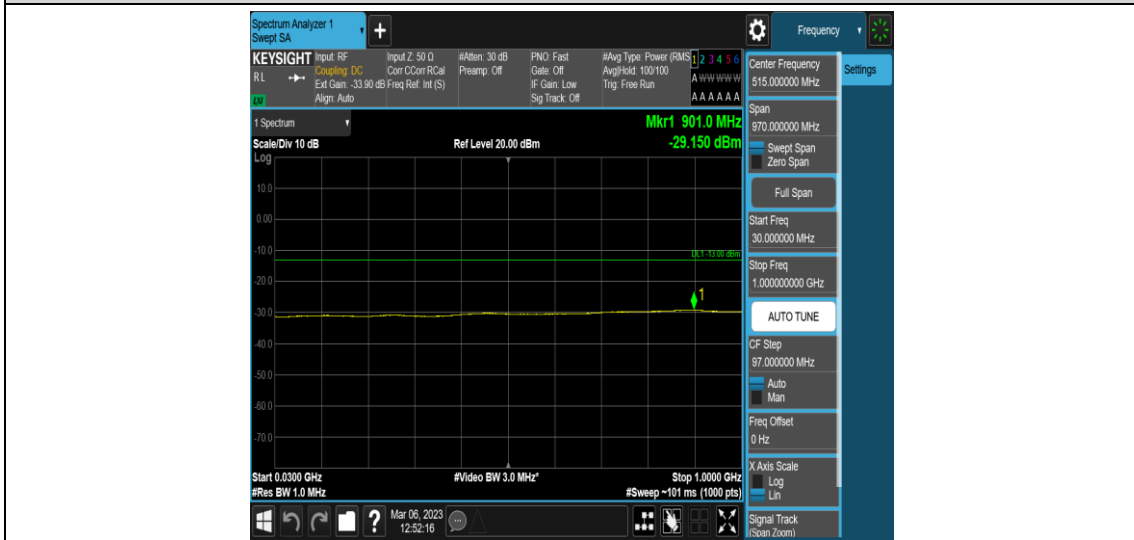 Spectrum Analyzer 1
Swept SA
+
Frequency
KEYSIGHT
RL
LXI
Input: RF
Coupling: DC
Ext Gain: -33.90 dB
Align: Auto
Input Z: 50 Ω
Corr CCorr RCal
Freq Ref: Int (S)
#Atten: 30 dB
Preamp: Off
PNO: Fast
Gate: Off
IF Gain: Low
Sig Track: Off
#Avg Type: Power (RMS
Avg|Hold: 100/100
Trig: Free Run
1 2 3 4 5 6
A W W W W W
A A A A A A
1 Spectrum
Scale/Div 10 dB
Ref Level 20.00 dBm
Mkr1 901.0 MHz
-29.150 dBm
Log
10.0
0.00
-10.0
-20.0
-30.0
-40.0
-50.0
-60.0
-70.0
DL1 -13.00 dBm
1
Start 0.0300 GHz
#Res BW 1.0 MHz
#Video BW 3.0 MHz*
Stop 1.0000 GHz
#Sweep ~101 ms (1000 pts)
Center Frequency
515.000000 MHz
Settings
Span
970.000000 MHz
Swept Span
Zero Span
Full Span
Start Freq
30.000000 MHz
Stop Freq
1.000000000 GHz
AUTO TUNE
CF Step
97.000000 MHz
Auto
Man
Freq Offset
0 Hz
X Axis Scale
Log
Lin
Signal Track
(Span Zoom)
?
Mar 06, 2023
12:52:16